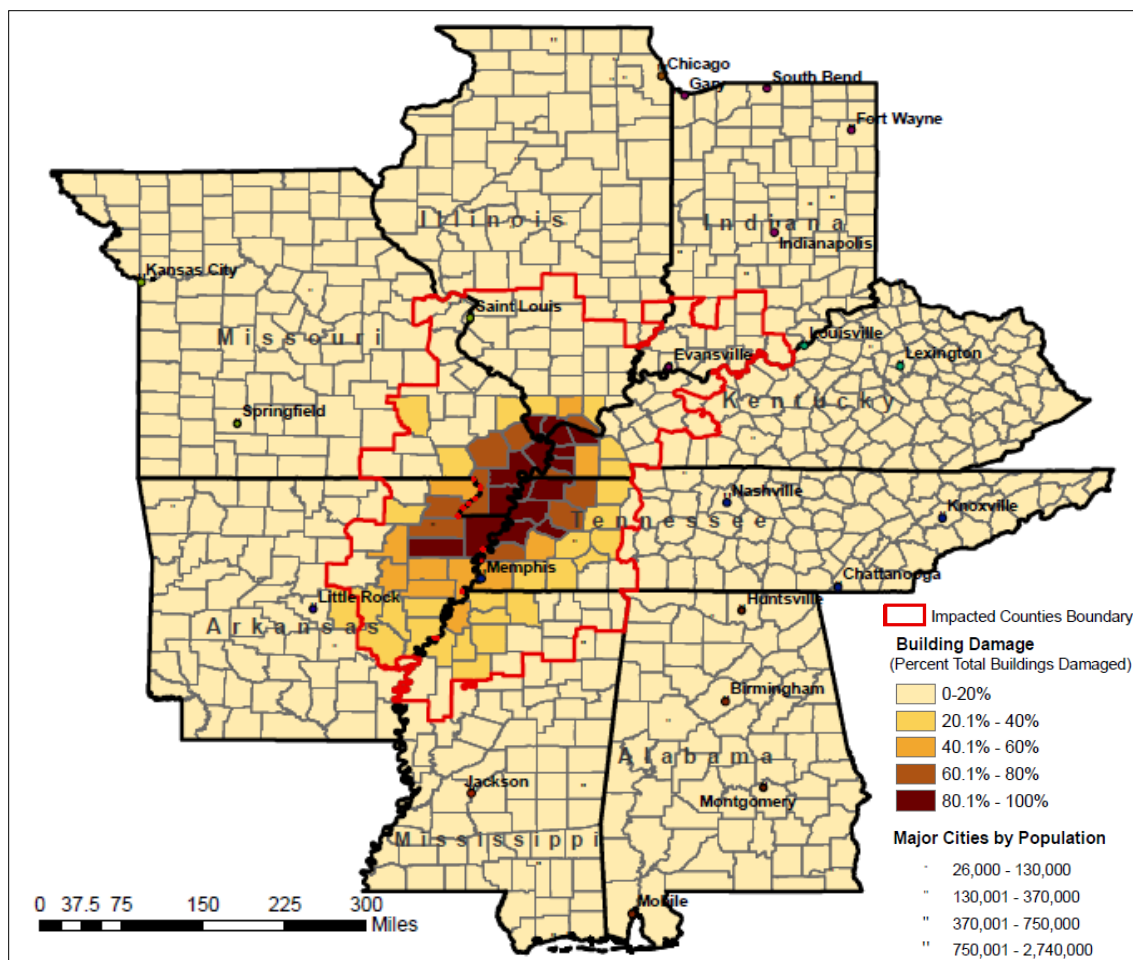 Chicago
Gary
South Bend
Fort Wayne
Illinois
Indiana
Indianapolis
Kansas City
Missouri
Saint Louis
Louisville
Evansville
Lexington
Kentucky
Springfield
Nashville
Knoxville
Tennessee
Memphis
Chattanooga
Little Rock
Huntsville
Arkansas
Impacted Counties Boundary
Building Damage
(Percent Total Buildings Damaged)
0-20%
20.1% - 40%
40.1% - 60%
60.1% - 80%
80.1% - 100%
Birmingham
Alabama
Jackson
Montgomery
Mississippi
Major Cities by Population
26,000 - 130,000
130,001 - 370,000
370,001 - 750,000
750,001 - 2,740,000
Mobile
0 37.5 75 150 225 300
Miles